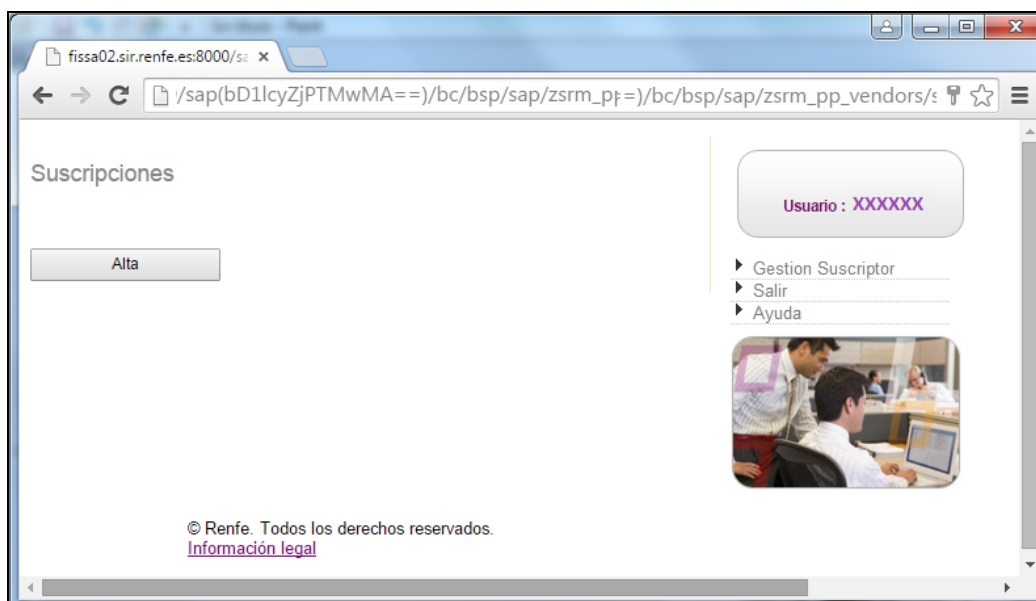 fissa02.sir.renfe.es:8000/sa
/sap(bD1lcyZjPTMwMA==)/bc/bsp/sap/zsrm_pp=)/bc/bsp/sap/zsrm_pp_vendors/s
Suscripciones
Usuario : XXXXXX
Alta
Gestion Suscriptor
Salir
Ayuda
© Renfe. Todos los derechos reservados.
Información legal